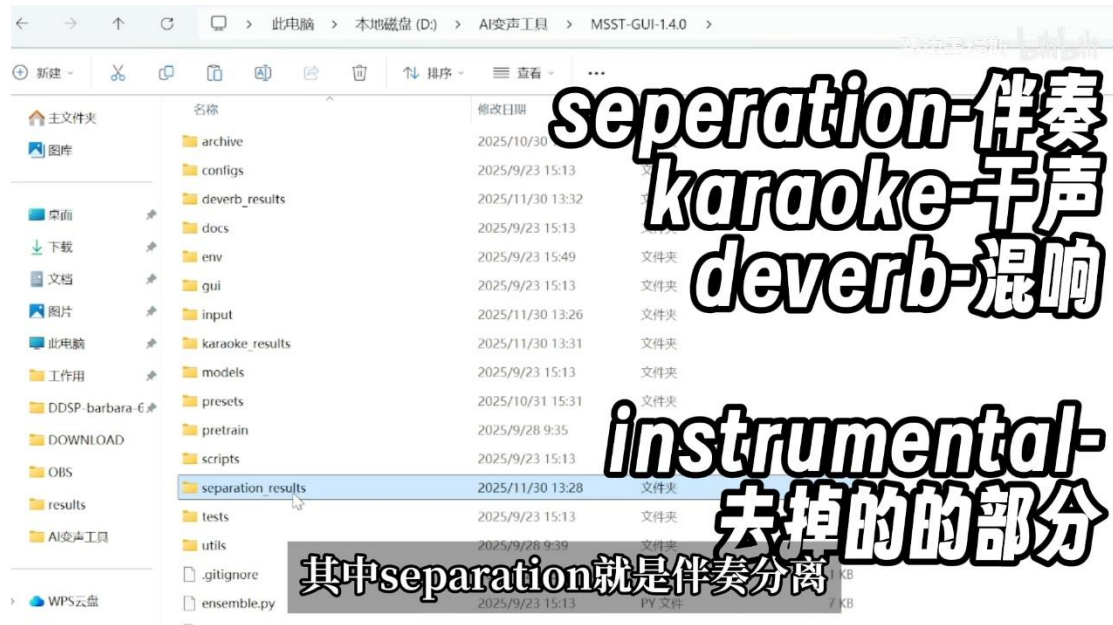 此电脑 > 本地磁盘 (D:) > AI变声工具 > MSST-GUI-1.4.0 >
bilibili
新建 排序 查看 ...
seperation-伴奏
karaoke-干声
deverb-混响
instrumental-
去掉的的部分
名称 修改日期
主文件夹
图库
桌面
下载
文档
图片
此电脑
工作用
DDSP-barbara-6
DOWNLOAD
OBS
results
AI变声工具
WPS云盘
archive 2025/10/30
configs 2025/9/23 15:13
deverb_results 2025/11/30 13:32
docs 2025/9/23 15:13
env 2025/9/23 15:49 文件夹
gui 2025/9/23 15:13 文件夹
input 2025/11/30 13:26 文件夹
karaoke_results 2025/11/30 13:31 文件夹
models 2025/9/23 15:13 文件夹
presets 2025/10/31 15:31 文件夹
pretrain 2025/9/28 9:35
scripts 2025/9/23 15:13
separation_results 2025/11/30 13:28 文件夹
tests 2025/9/23 15:13 文件夹
utils 2025/9/28 9:39 文件夹
.gitignore 1 KB
ensemble.py 2025/9/23 15:13 PY 文件 7 KB
其中separation就是伴奏分离